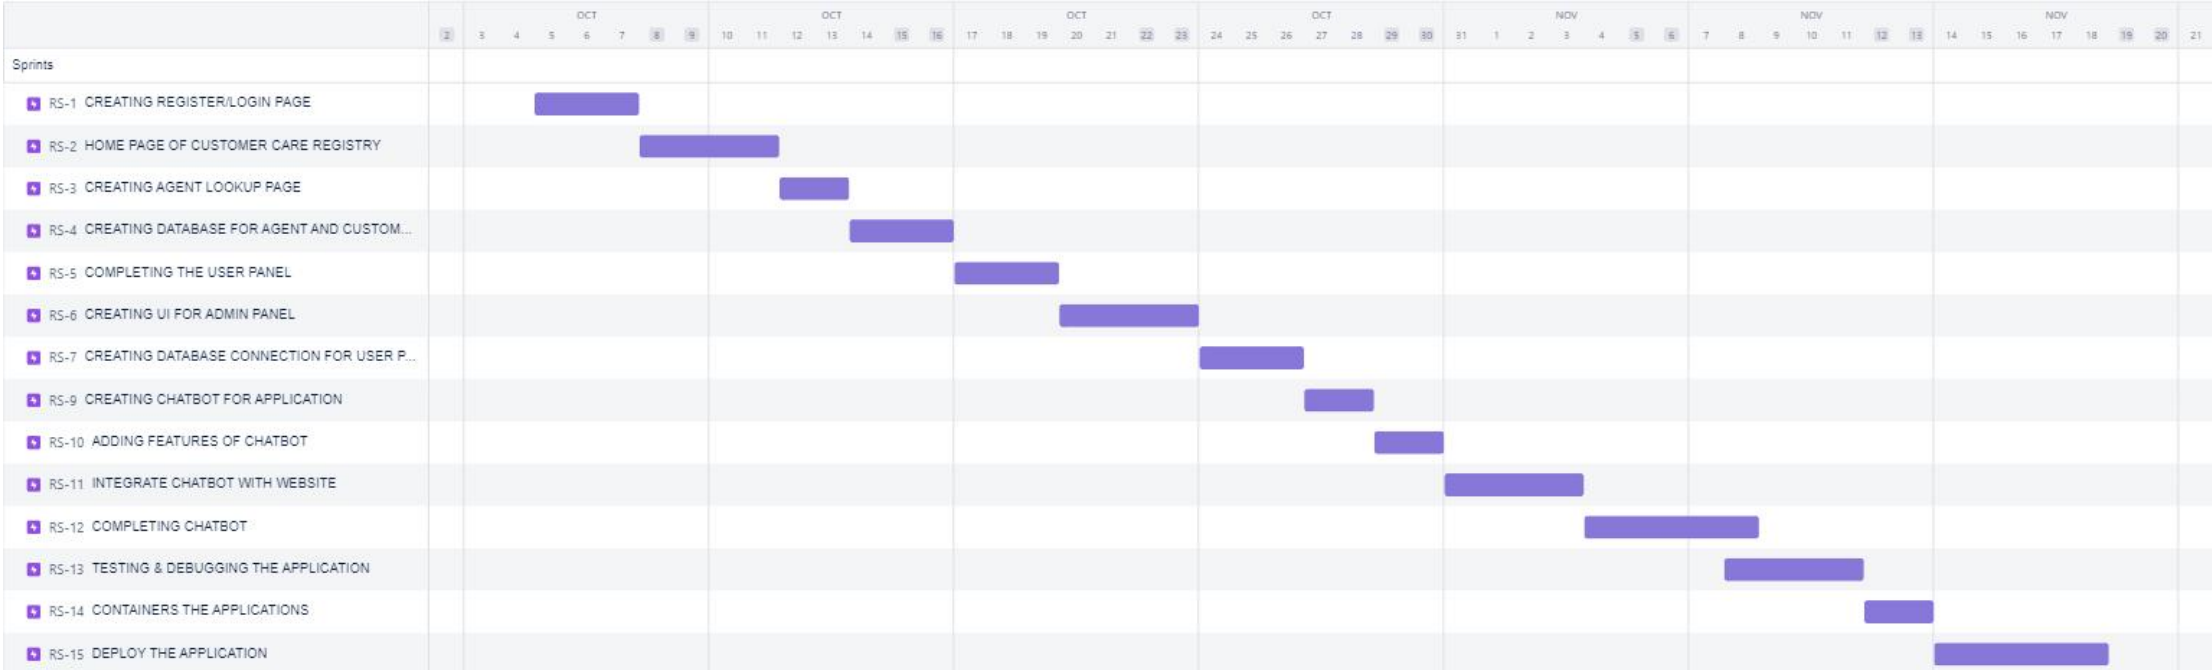 OCT OCT OCT OCT NOV NOV NOV
2 3 4 5 6 7 8 9 10 11 12 13 14 15 16 17 18 19 20 21 22 23 24 25 26 27 28 29 30 31 1 2 3 4 5 6 7 8 9 10 11 12 13 14 15 16 17 18 19 20 21
Sprints
RS-1 CREATING REGISTER/LOGIN PAGE
RS-2 HOME PAGE OF CUSTOMER CARE REGISTRY
RS-3 CREATING AGENT LOOKUP PAGE
RS-4 CREATING DATABASE FOR AGENT AND CUSTOM...
RS-5 COMPLETING THE USER PANEL
RS-6 CREATING UI FOR ADMIN PANEL
RS-7 CREATING DATABASE CONNECTION FOR USER P...
RS-9 CREATING CHATBOT FOR APPLICATION
RS-10 ADDING FEATURES OF CHATBOT
RS-11 INTEGRATE CHATBOT WITH WEBSITE
RS-12 COMPLETING CHATBOT
RS-13 TESTING & DEBUGGING THE APPLICATION
RS-14 CONTAINERS THE APPLICATIONS
RS-15 DEPLOY THE APPLICATION